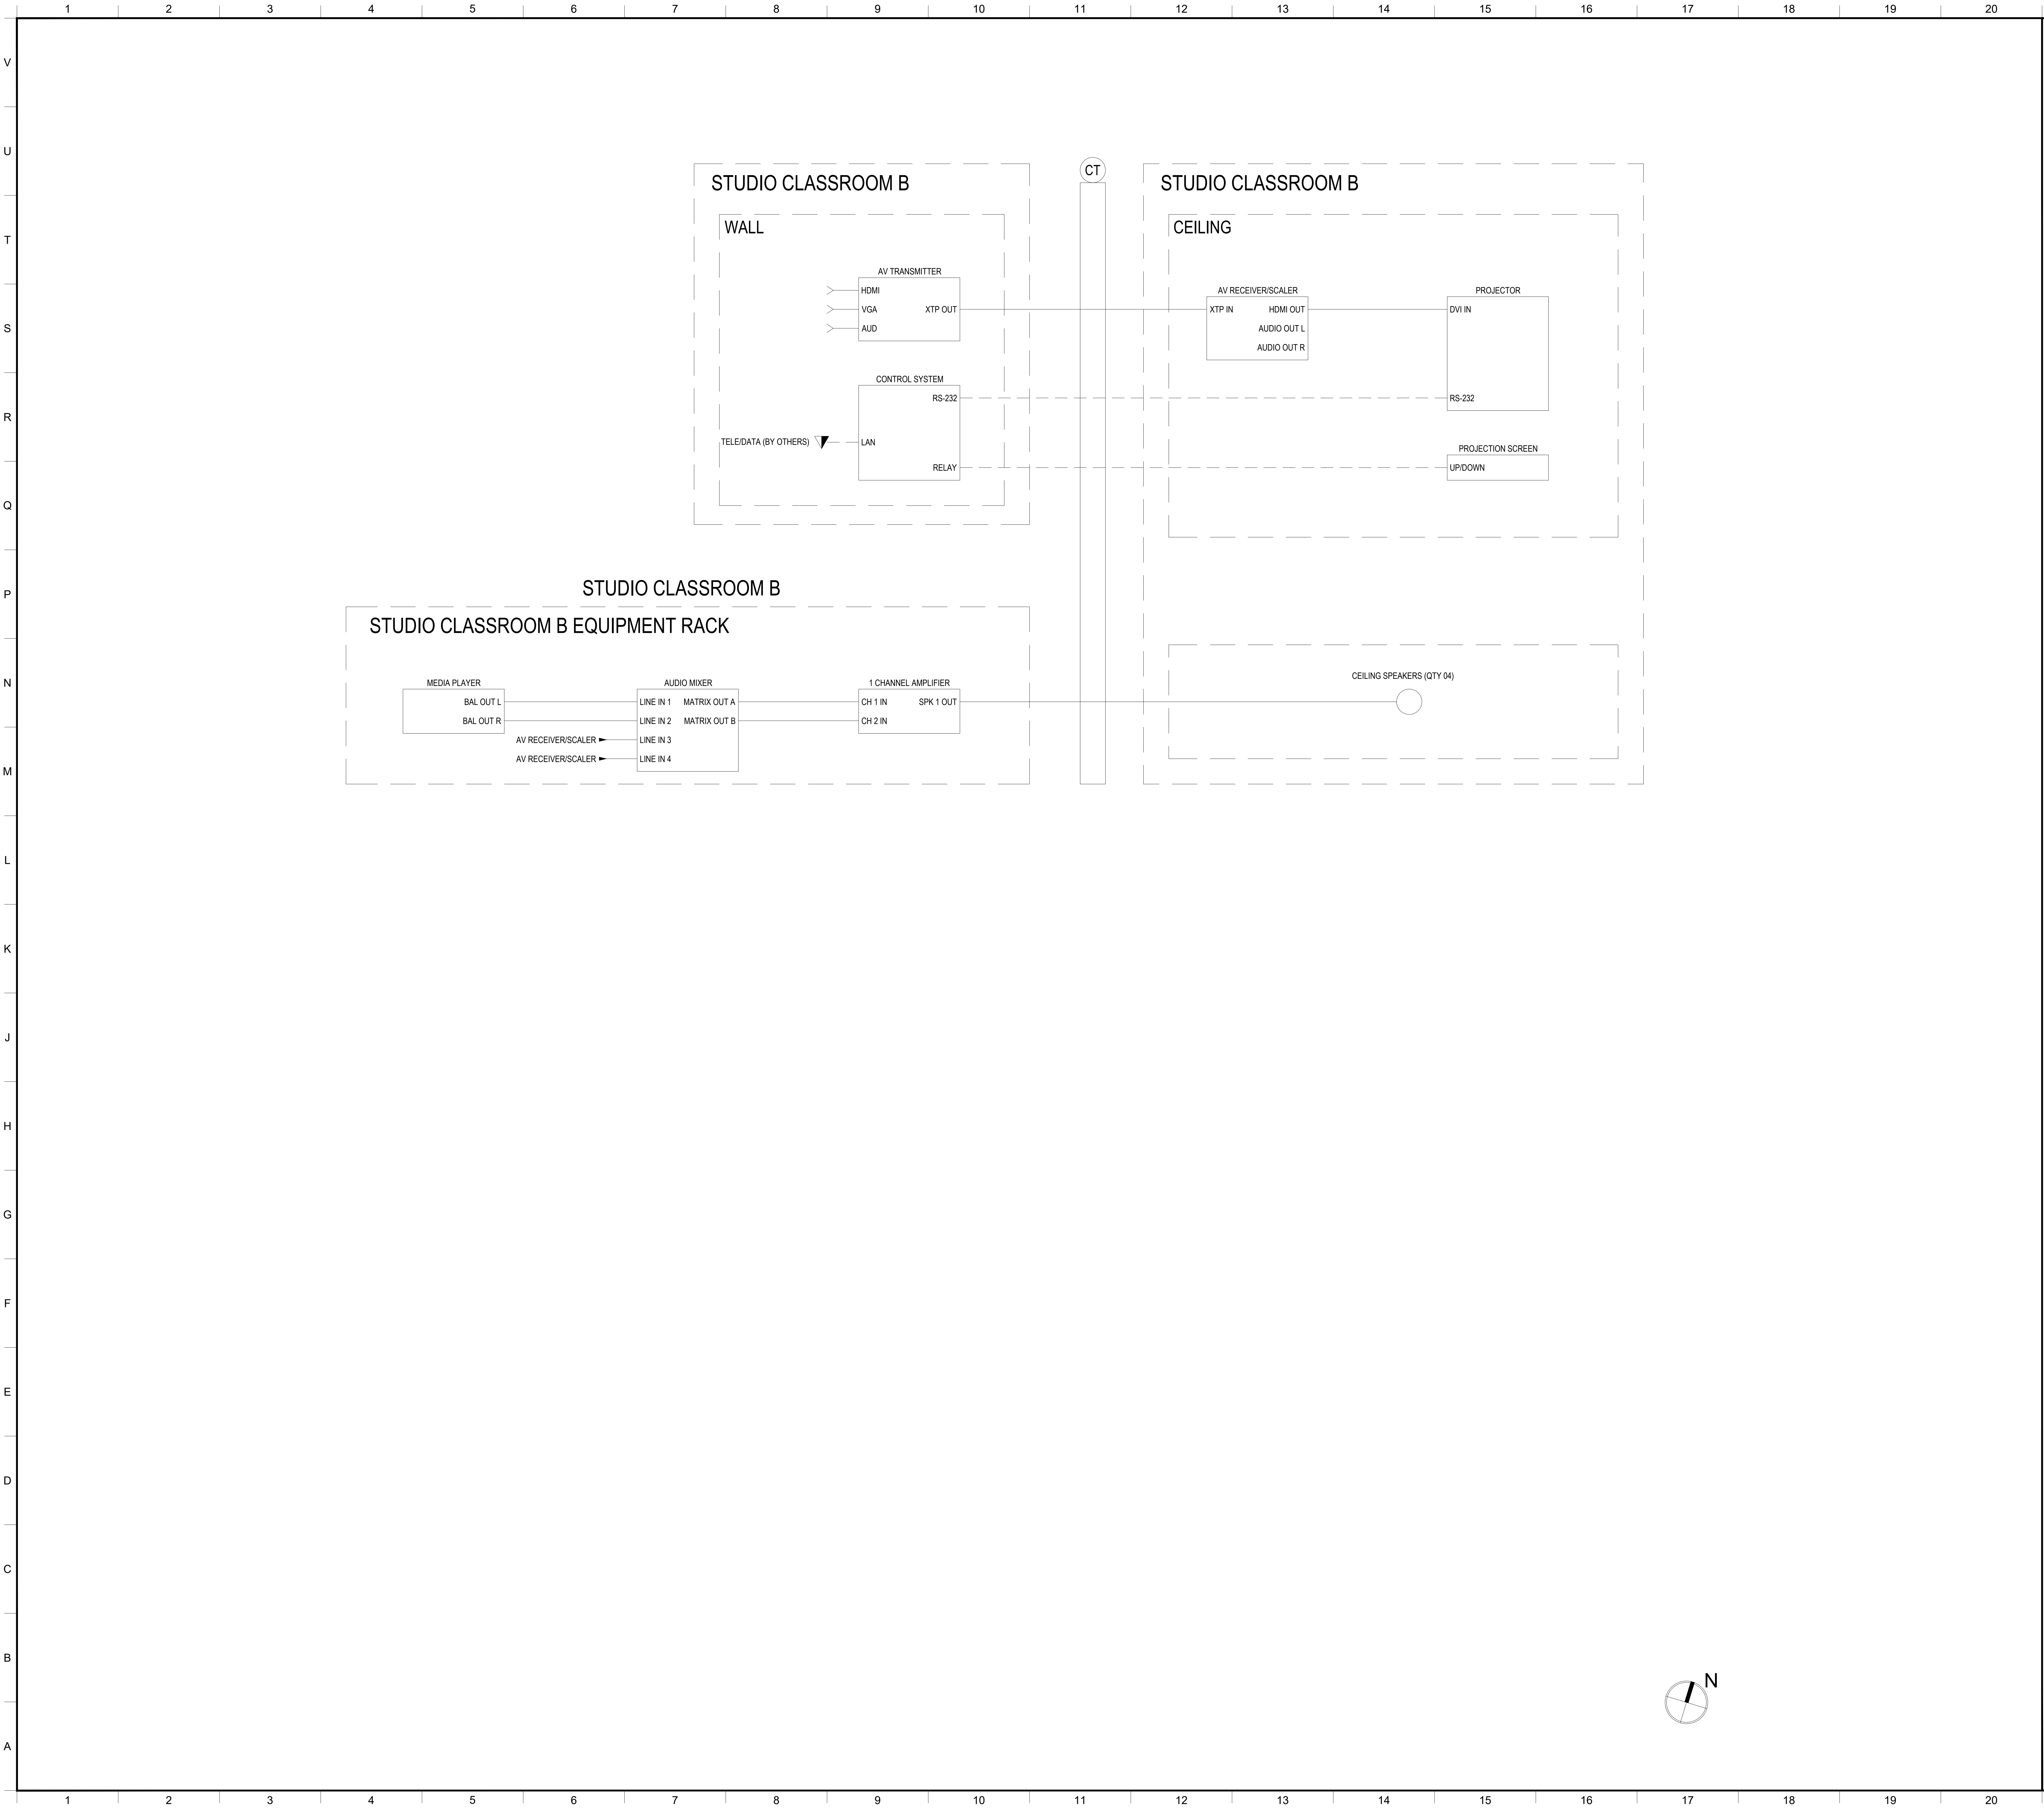 1 2 3 4 5 6 7 8 9 10 11 12 13 14 15 16 17 18 19 20
V
U
T
S
R
Q
P
N
M
L
K
J
H
G
F
E
D
C
B
A
STUDIO CLASSROOM B
WALL
AV TRANSMITTER
HDMI
VGA XTP OUT
AUD
CONTROL SYSTEM
RS-232
TELE/DATA (BY OTHERS) LAN
RELAY
CT
STUDIO CLASSROOM B
CEILING
AV RECEIVER/SCALER
XTP IN HDMI OUT
AUDIO OUT L
AUDIO OUT R
PROJECTOR
DVI IN
RS-232
PROJECTION SCREEN
UP/DOWN
STUDIO CLASSROOM B
STUDIO CLASSROOM B EQUIPMENT RACK
MEDIA PLAYER
BAL OUT L
BAL OUT R
AUDIO MIXER
LINE IN 1 MATRIX OUT A
LINE IN 2 MATRIX OUT B
AV RECEIVER/SCALER LINE IN 3
AV RECEIVER/SCALER LINE IN 4
1 CHANNEL AMPLIFIER
CH 1 IN SPK 1 OUT
CH 2 IN
CEILING SPEAKERS (QTY 04)
N
1 2 3 4 5 6 7 8 9 10 11 12 13 14 15 16 17 18 19 20